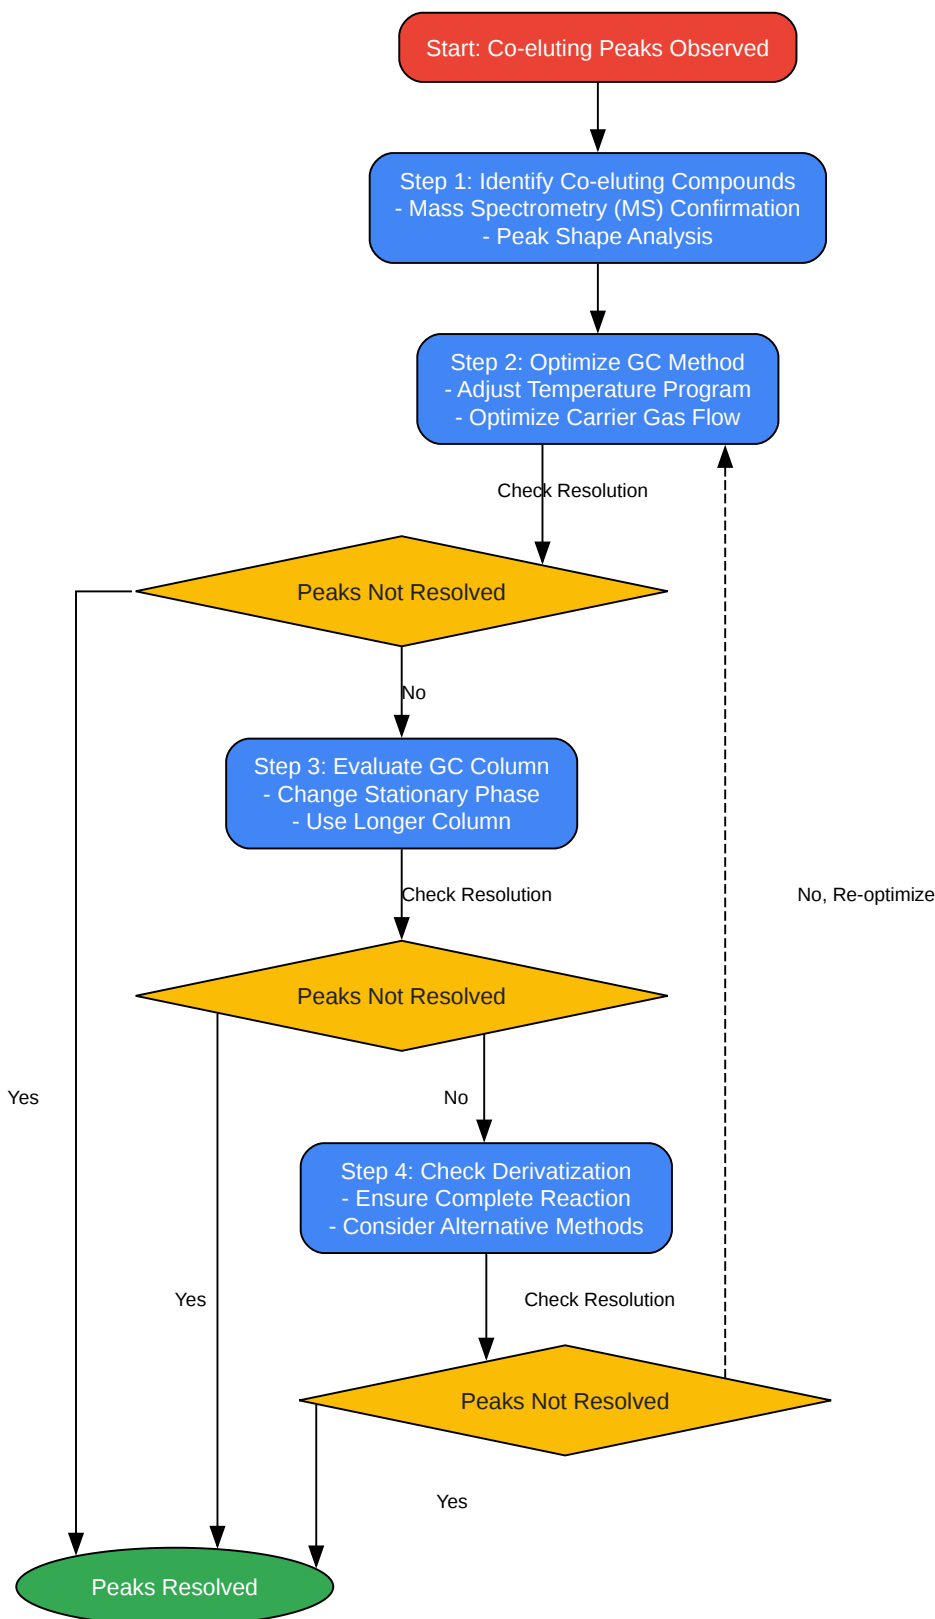 Start: Co-eluting Peaks Observed
Step 1: Identify Co-eluting Compounds
- Mass Spectrometry (MS) Confirmation
- Peak Shape Analysis
Step 2: Optimize GC Method
- Adjust Temperature Program
- Optimize Carrier Gas Flow
Check Resolution
Peaks Not Resolved
No
Step 3: Evaluate GC Column
- Change Stationary Phase
- Use Longer Column
Check Resolution
No, Re-optimize
Peaks Not Resolved
Yes
No
Step 4: Check Derivatization
- Ensure Complete Reaction
- Consider Alternative Methods
Yes
Check Resolution
Peaks Not Resolved
Yes
Peaks Resolved